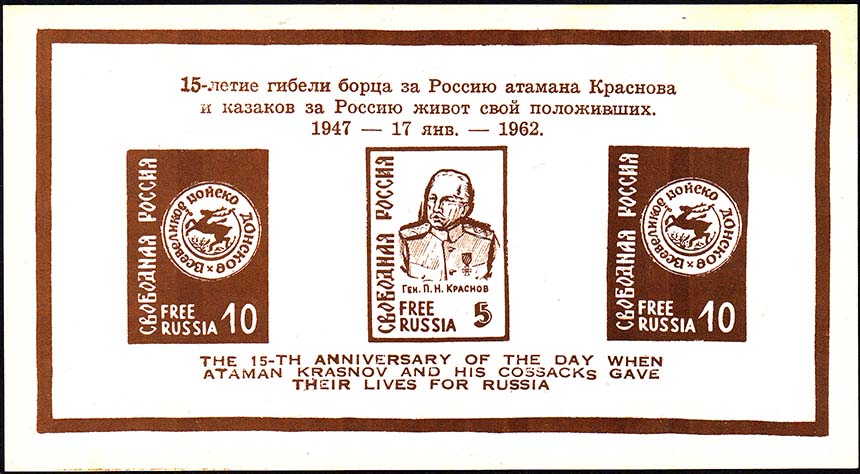 15-летие гибели борца за Россию атамана Краснова
и казаков за Россию живот свой положивших.
1947 — 17 янв. — 1962.
СВОБОДНАЯ РОССИЯ
Всевеликое Войско Донское
FREE
RUSSIA 10
СВОБОДНАЯ РОССИЯ
Ген. П. Н. Краснов
FREE
RUSSIA 5
СВОБОДНАЯ РОССИЯ
Всевеликое Войско Донское
FREE
RUSSIA 10
THE 15-TH ANNIVERSARY OF THE DAY WHEN
ATAMAN KRASNOV AND HIS COSSACKS GAVE
THEIR LIVES FOR RUSSIA